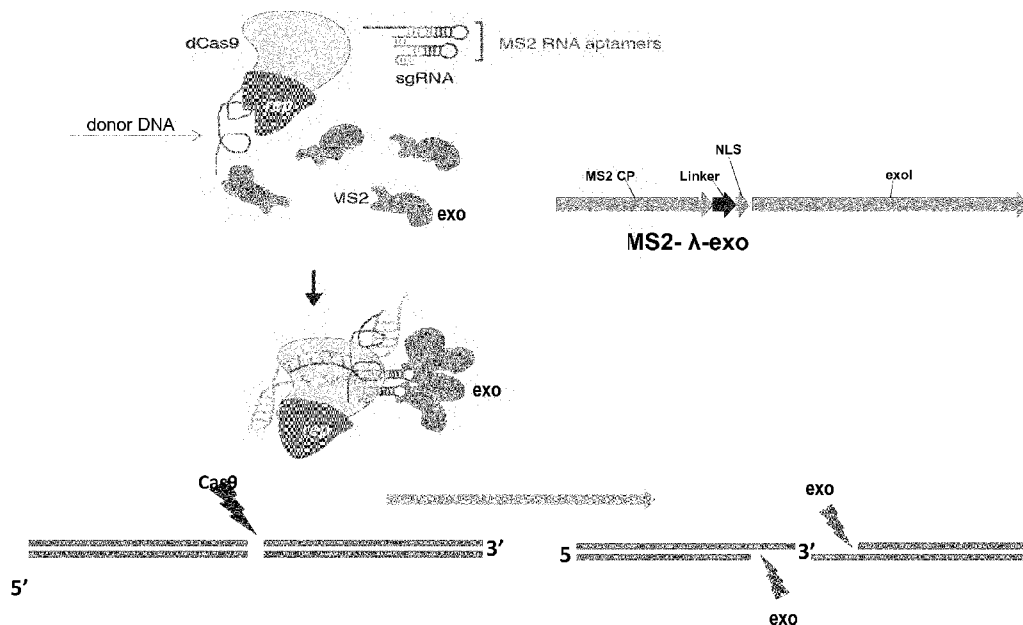 dCas9
MS2 RNA aptamers
sgRNA
donor DNA
MS2
exo
NLS
MS2 CP
Linker
exoI
MS2- λ-exo
exo
Cas9
exo
3’
5
3’
5’
exo